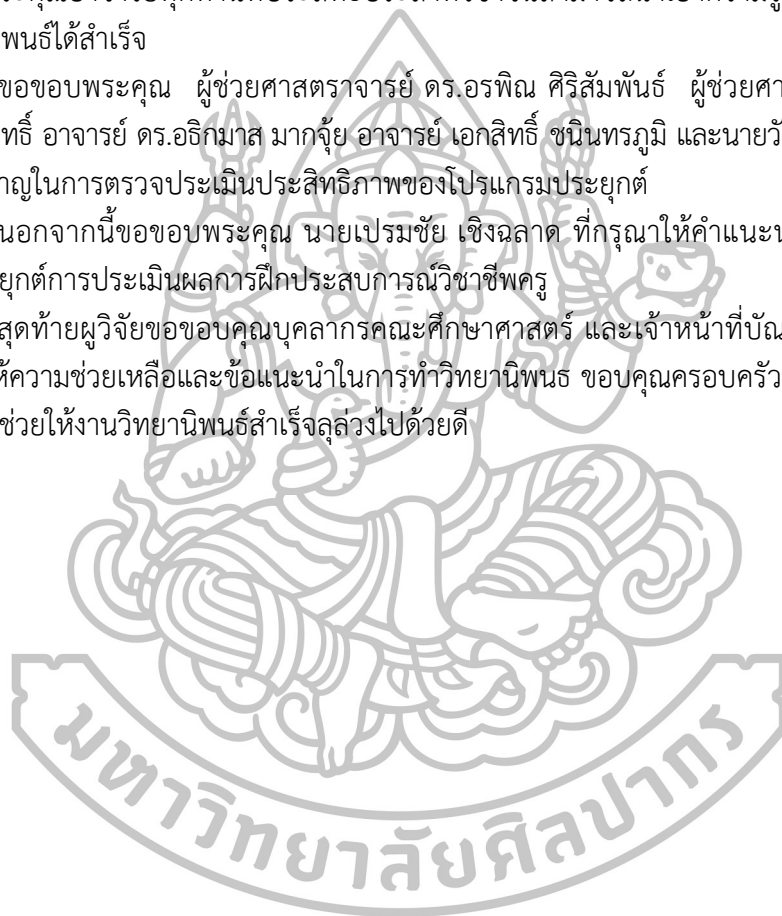 พนธ์ได้สำเร็จ
ขอขอบพระคุณ ผู้ช่วยศาสตราจารย์ ดร.อรพิณ ศิริสัมพันธ์ ผู้ช่วยศา
ทธิ์ อาจารย์ ดร.อธิกมาส มากจุ้ย อาจารย์ เอกสิทธิ์ ชนินทรภูมิ และนายวั
าญในการตรวจประเมินประสิทธิภาพของโปรแกรมประยุกต์
นอกจากนี้ขอขอบพระคุณ นายเปรมชัย เชิงฉลาด ที่กรุณาให้คำแนะน
ยุกต์การประเมินผลการฝึกประสบการณ์วิชาชีพครู
สุดท้ายผูวิจัยขอขอบคุณบุคลากรคณะศึกษาศาสตร์ และเจ้าหน้าที่บัณ
ห้ความช่วยเหลือและข้อแนะนำในการทำวิทยานิพนธ ขอบคุณครอบครัว
ช่วยให้งานวิทยานิพนธ์สำเร็จลุล่วงไปด้วยดี
มหาวิทยาลัยศิลปากร